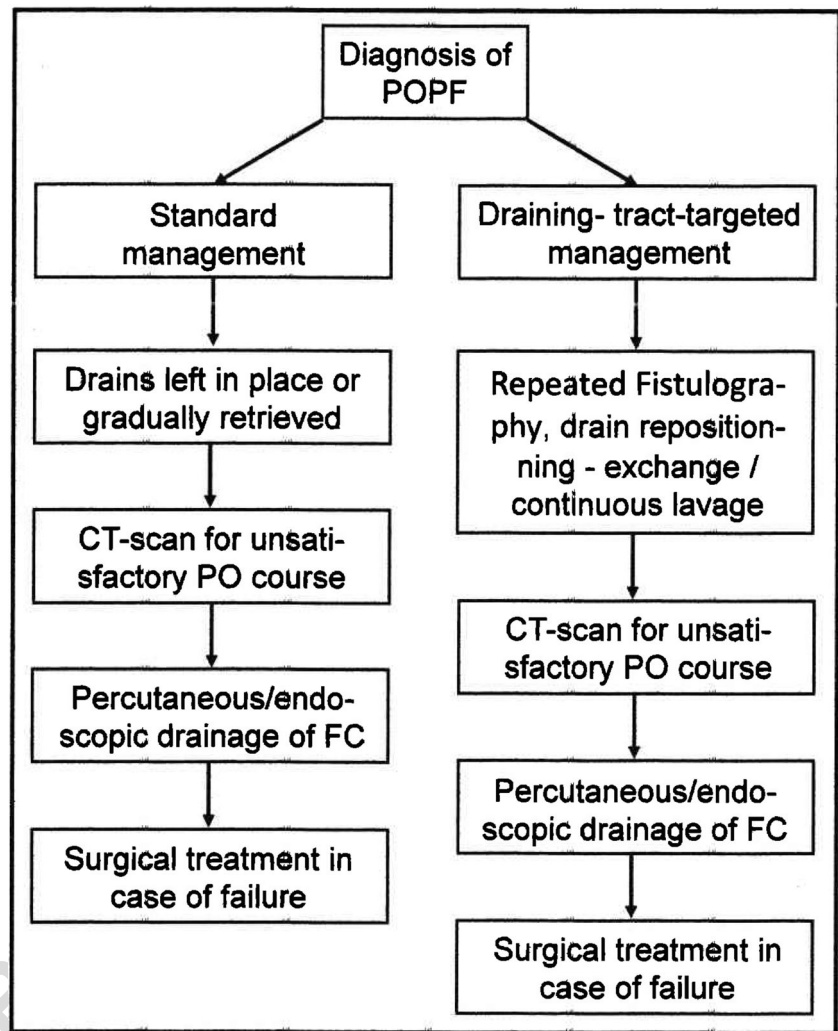 Diagnosis of
POPF
Standard
management
Drains left in place or
gradually retrieved
CT-scan for unsati-
sfactory PO course
Percutaneous/endo-
scopic drainage of FC
Surgical treatment in
case of failure
Draining- tract-targeted
management
Repeated Fistulogra-
phy, drain reposition-
ning - exchange /
continuous lavage
CT-scan for unsati-
sfactory PO course
Percutaneous/endo-
scopic drainage of FC
Surgical treatment in
case of failure